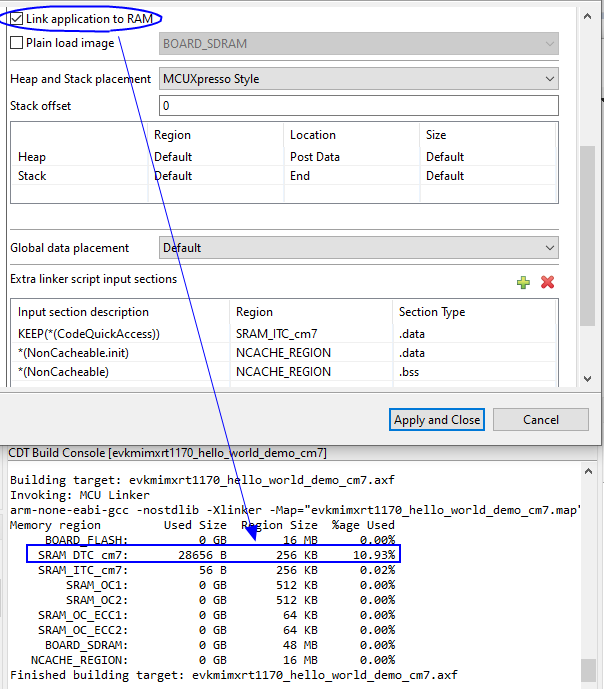 Link application to RAM
Plain load image BOARD_SDRAM
Heap and Stack placement MCUXpresso Style
Stack offset 0
Region Location Size
Heap Default Post Data Default
Stack Default End Default
Global data placement Default
Extra linker script input sections
Input section description Region Section Type
KEEP(*(CodeQuickAccess)) SRAM_ITC_cm7 .data
*(NonCacheable.init) NCACHE_REGION .data
*(NonCacheable) NCACHE_REGION .bss
Apply and Close Cancel
CDT Build Console [evkmimxrt1170_hello_world_demo_cm7]
Building target: evkmimxrt1170_hello_world_demo_cm7.axf
Invoking: MCU Linker
arm-none-eabi-gcc -nostdlib -Xlinker -Map="evkmimxrt1170_hello_world_demo_cm7.map"
Memory region Used Size Region Size %age Used
BOARD_FLASH: 0 GB 16 MB 0.00%
SRAM_DTC_cm7: 28656 B 256 KB 10.93%
SRAM_ITC_cm7: 56 B 256 KB 0.02%
SRAM_OC1: 0 GB 512 KB 0.00%
SRAM_OC2: 0 GB 512 KB 0.00%
SRAM_OC_ECC1: 0 GB 64 KB 0.00%
SRAM_OC_ECC2: 0 GB 64 KB 0.00%
BOARD_SDRAM: 0 GB 48 MB 0.00%
NCACHE_REGION: 0 GB 16 MB 0.00%
Finished building target: evkmimxrt1170_hello_world_demo_cm7.axf